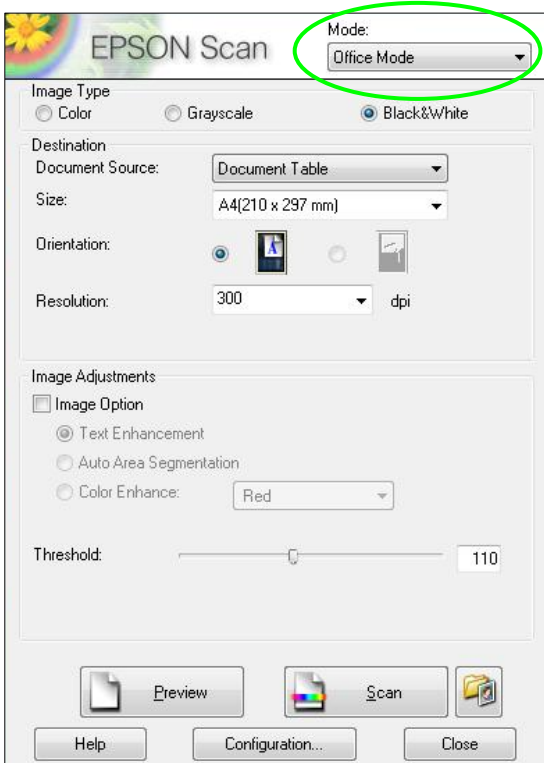 Mode:
EPSON Scan
Office Mode
Image Type
Color Grayscale Black&White
Destination
Document Source: Document Table
Size: A4(210 x 297 mm)
Orientation: A
Resolution: 300 dpi
Image Adjustments
Image Option
Text Enhancement
Auto Area Segmentation
Color Enhance: Red
Threshold: 110
Preview Scan
Help Configuration... Close